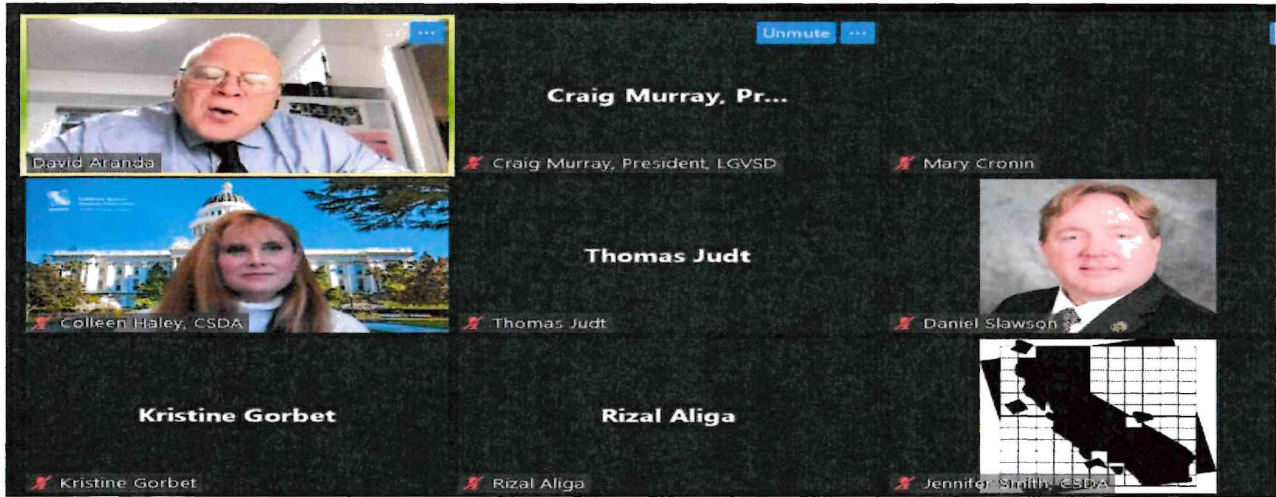 Unmute ...
...
Craig Murray, Pr...
David Aranda
Craig Murray, President, LGVSD
Mary Cronin
Thomas Judt
Colleen Haley, CSDA
Thomas Judt
Daniel Slawson
Kristine Gorbet
Rizal Aliga
Kristine Gorbet
Rizal Aliga
Jennifer Smith, CSDA